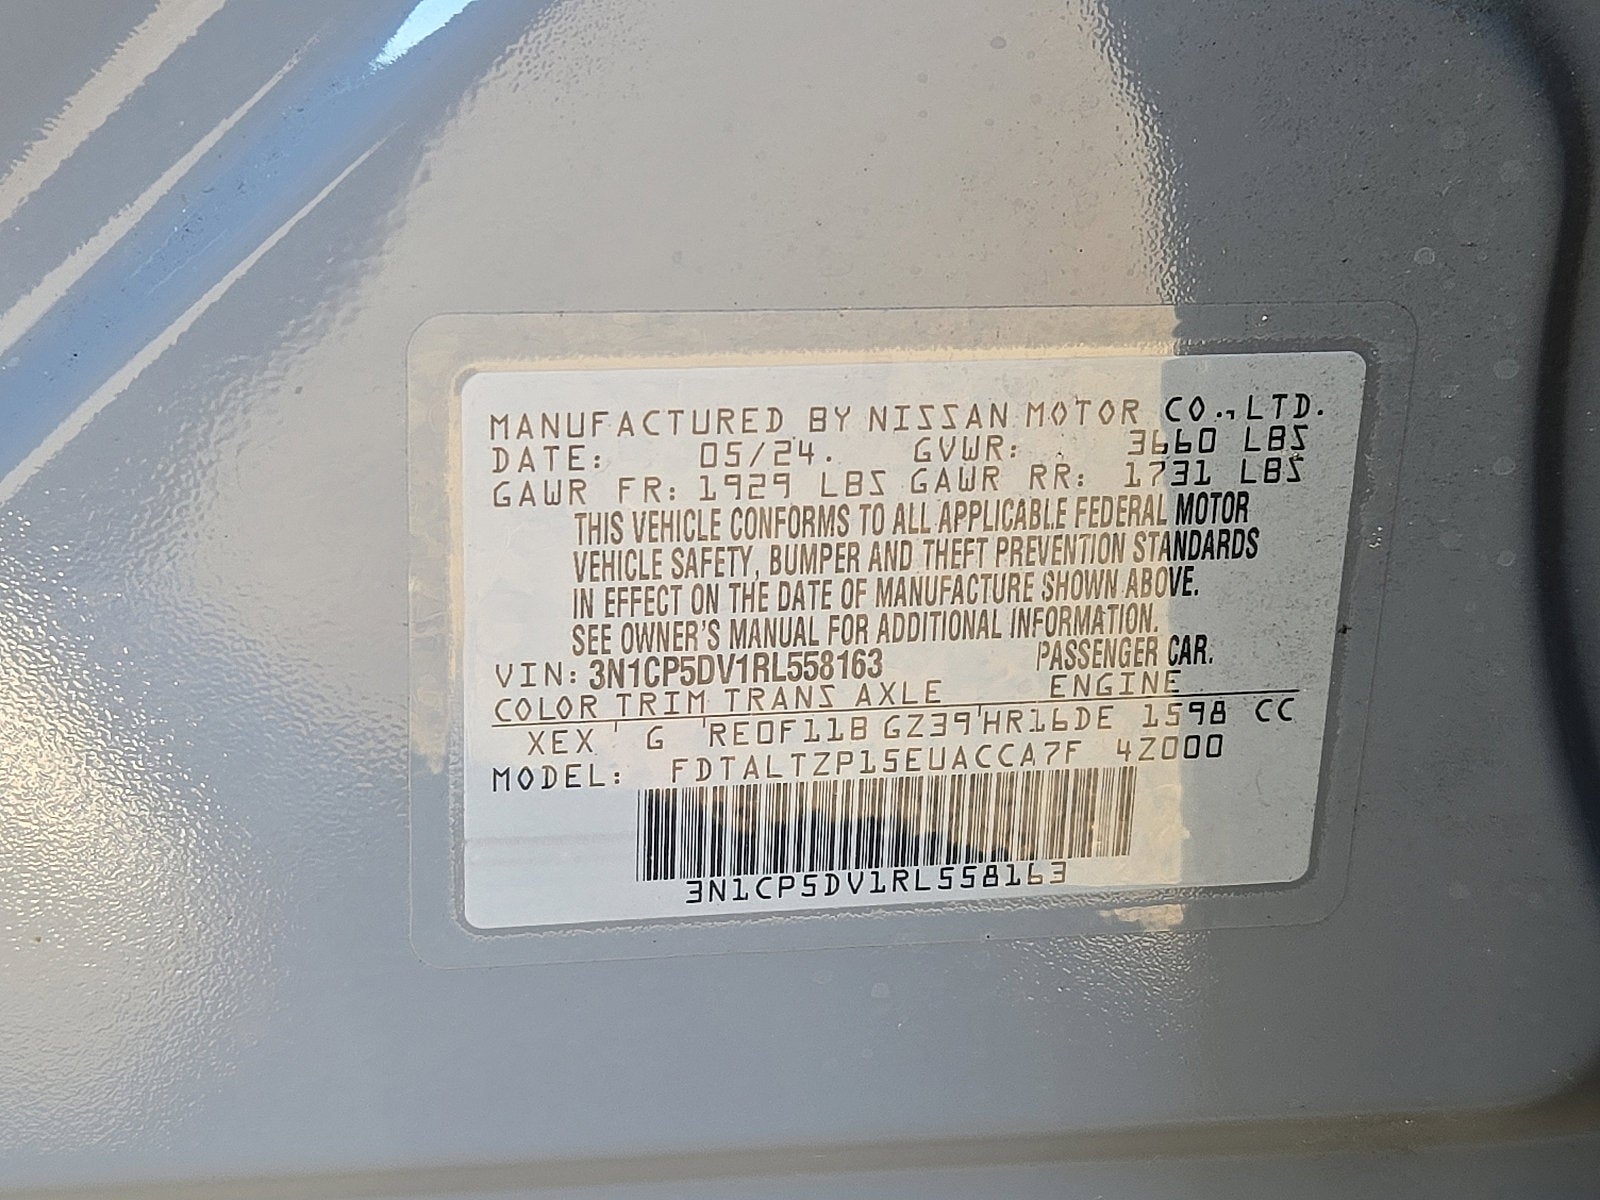 MANUFACTURED BY NISSAN MOTOR CO.,LTD.
DATE: 05/24. GVWR: 3660 LBS
GAWR FR: 1929 LBS GAWR RR: 1731 LBS
THIS VEHICLE CONFORMS TO ALL APPLICABLE FEDERAL MOTOR
VEHICLE SAFETY, BUMPER AND THEFT PREVENTION STANDARDS
IN EFFECT ON THE DATE OF MANUFACTURE SHOWN ABOVE.
SEE OWNER'S MANUAL FOR ADDITIONAL INFORMATION.
VIN: 3N1CP5DV1RL558163 PASSENGER CAR.
COLOR TRIM TRANS AXLE ENGINE
XEX G RE0F11B GZ39 HR16DE 1598 CC
MODEL: FDTALTZP15EUACCA7F 4Z000
3N1CP5DV1RL558163